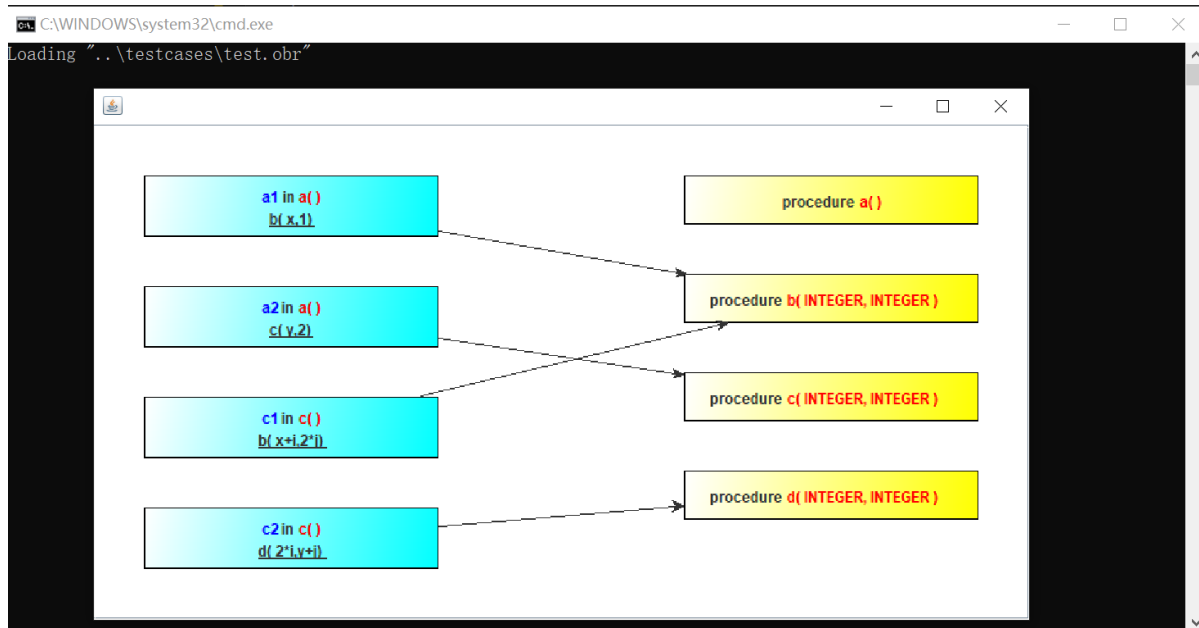 C:\WINDOWS\system32\cmd.exe
Loading "..\testcases\test.obr"
a1 in a( )
b( x,1)
procedure a( )
a2 in a( )
c( y,2)
procedure b( INTEGER, INTEGER )
c1 in c( )
b( x+i,2*j)
procedure c( INTEGER, INTEGER )
c2 in c( )
d( 2*i,y+j)
procedure d( INTEGER, INTEGER )